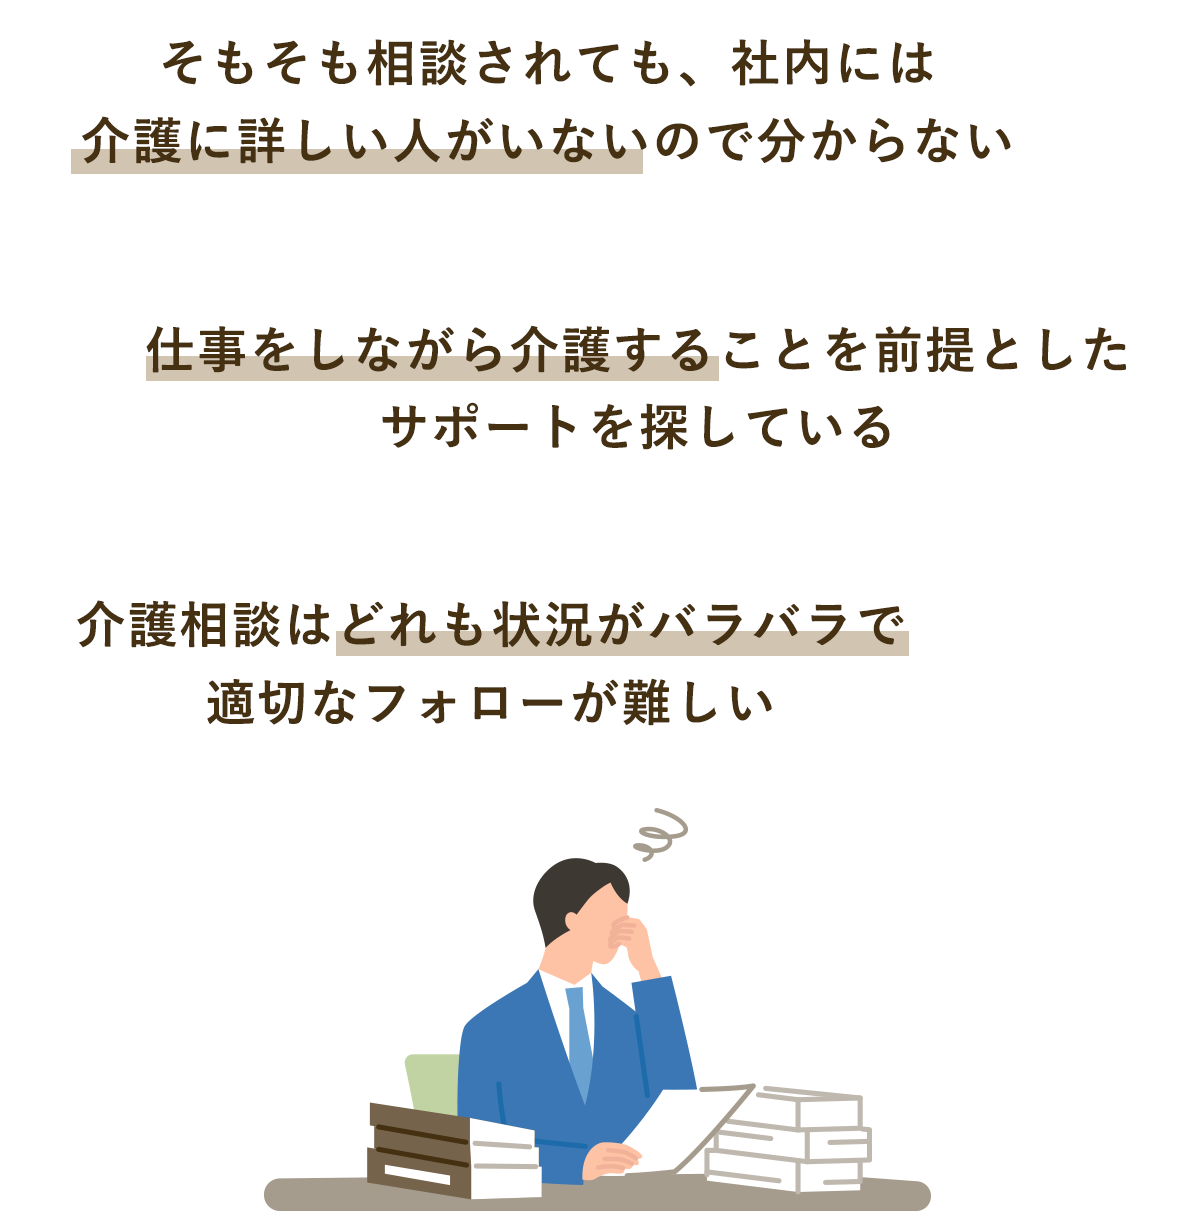 そもそも相談されても、社内には
介護に詳しい人がいないので分からない
仕事をしながら介護することを前提とした
サポートを探している
介護相談はどれも状況がバラバラで
適切なフォローが難しい